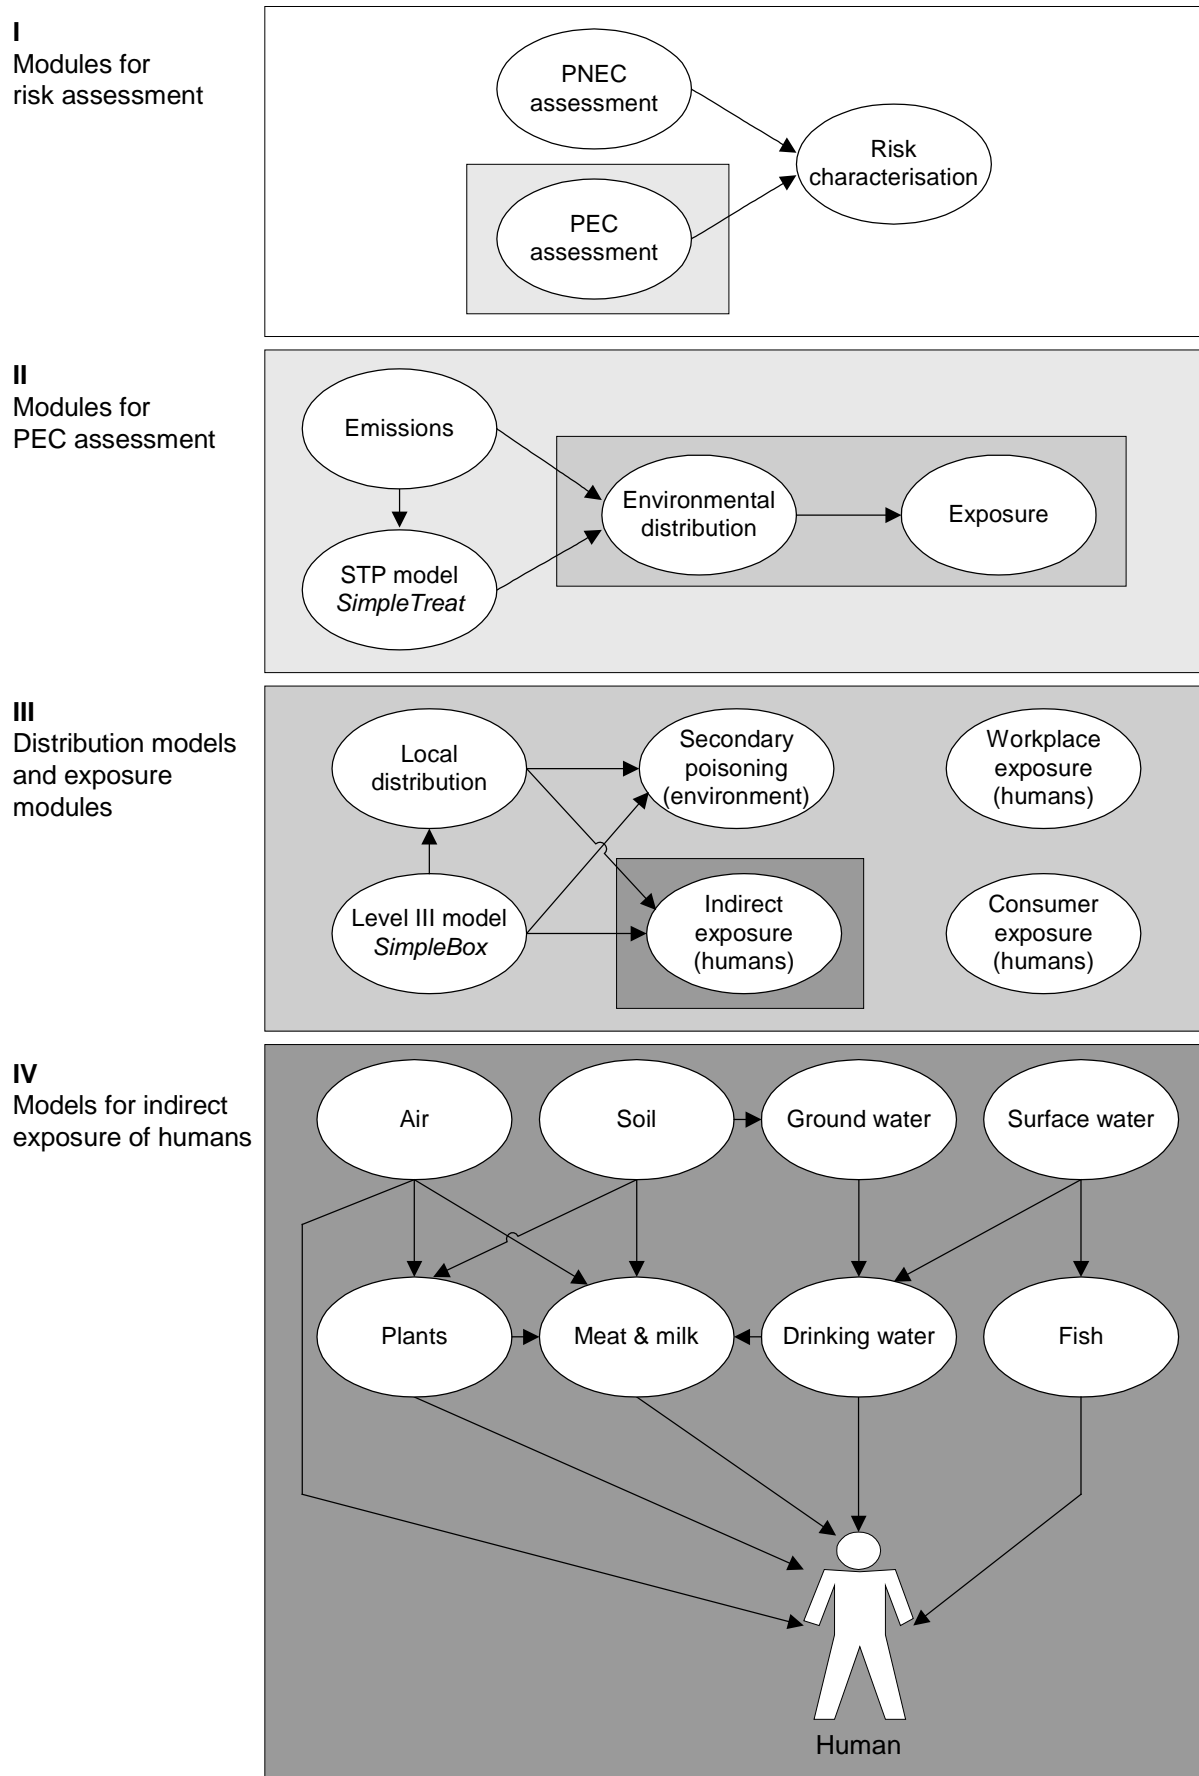 I
Modules for
risk assessment
PNEC
assessment
Risk
characterisation
PEC
assessment
II
Modules for
PEC assessment
Emissions
Environmental
distribution
Exposure
STP model
SimpleTreat
III
Distribution models
and exposure
modules
Local
distribution
Secondary
poisoning
(environment)
Workplace
exposure
(humans)
Level III model
SimpleBox
Indirect
exposure
(humans)
Consumer
exposure
(humans)
IV
Models for indirect
exposure of humans
Air
Soil
Ground water
Surface water
Plants
Meat & milk
Drinking water
Fish
Human